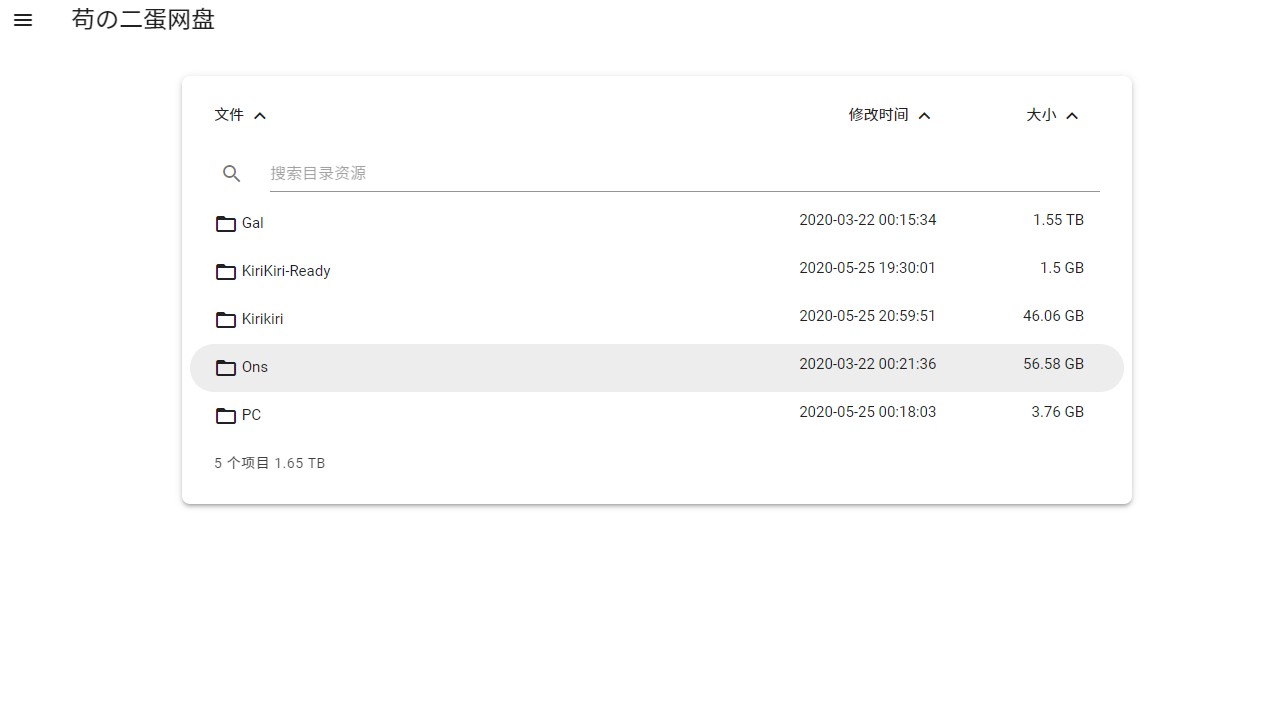 苟の二蛋网盘
文件 修改时间 大小
搜索目录资源
Gal 2020-03-22 00:15:34 1.55 TB
KiriKiri-Ready 2020-05-25 19:30:01 1.5 GB
Kirikiri 2020-05-25 20:59:51 46.06 GB
Ons 2020-03-22 00:21:36 56.58 GB
PC 2020-05-25 00:18:03 3.76 GB
5 个项目 1.65 TB